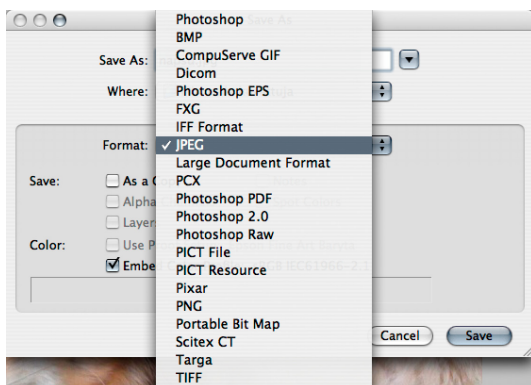 Save As
Photoshop
BMP
Save As:
CompuServe GIF
Dicom
Where:
Photoshop EPS
FXG
IFF Format
Format:
✓ JPEG
Large Document Format
Save:
As a
PCX
Photoshop PDF
Alpha
Photoshop 2.0
Layer
Photoshop Raw
Color:
Use P
PICT File
Embed
PICT Resource
Pixar
PNG
Portable Bit Map
Scitex CT
Targa
TIFF
Cancel
Save